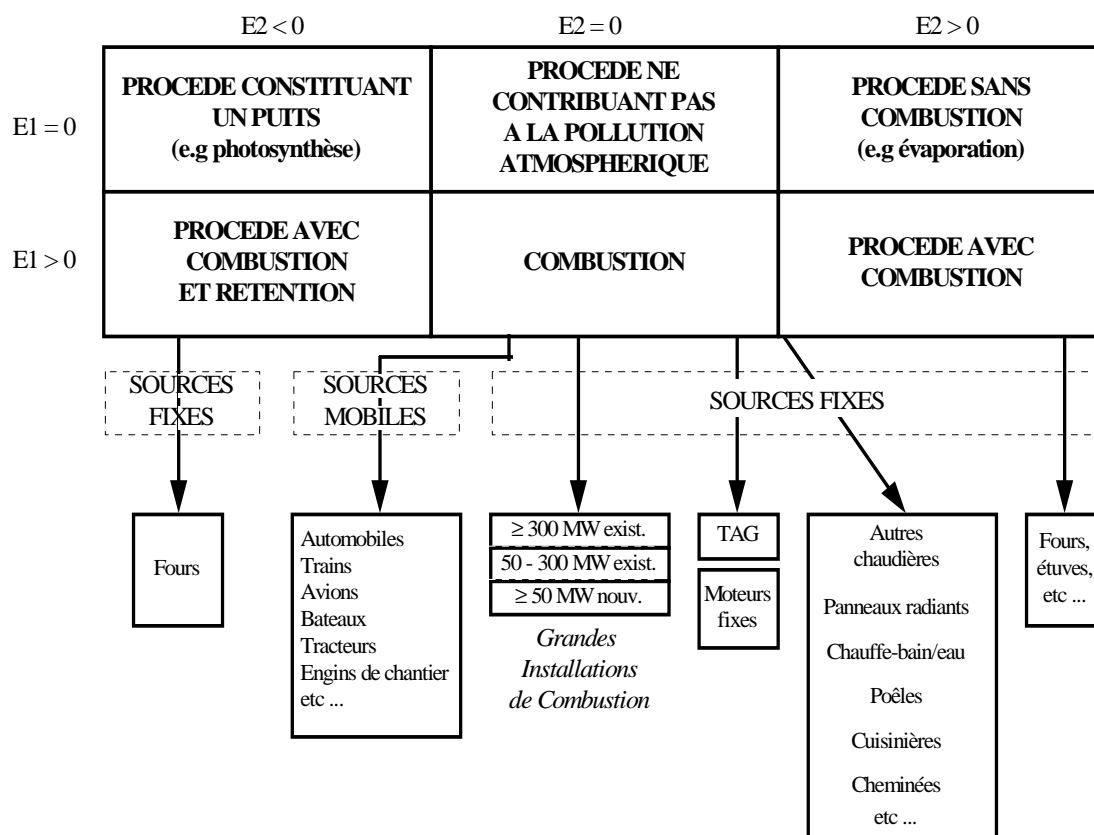 E2 < 0
E2 = 0
E2 > 0
E1 = 0
PROCEDE CONSTITUANT
UN PUITS
(e.g photosynthèse)
PROCEDE NE
CONTRIBUANT PAS
A LA POLLUTION
ATMOSPHERIQUE
PROCEDE SANS
COMBUSTION
(e.g évaporation)
E1 > 0
PROCEDE AVEC
COMBUSTION
ET RETENTION
COMBUSTION
PROCEDE AVEC
COMBUSTION
SOURCES
FIXES
SOURCES
MOBILES
SOURCES FIXES
Fours
Automobiles
Trains
Avions
Bateaux
Tracteurs
Engins de chantier
etc ...
≥ 300 MW exist.
50 - 300 MW exist.
≥ 50 MW nouv.
Grandes
Installations
de Combustion
TAG
Moteurs
fixes
Autres
chaudières
Panneaux radiants
Chauffe-bain/eau
Poêles
Cuisinières
Cheminées
etc ...
Fours,
étuves,
etc ...